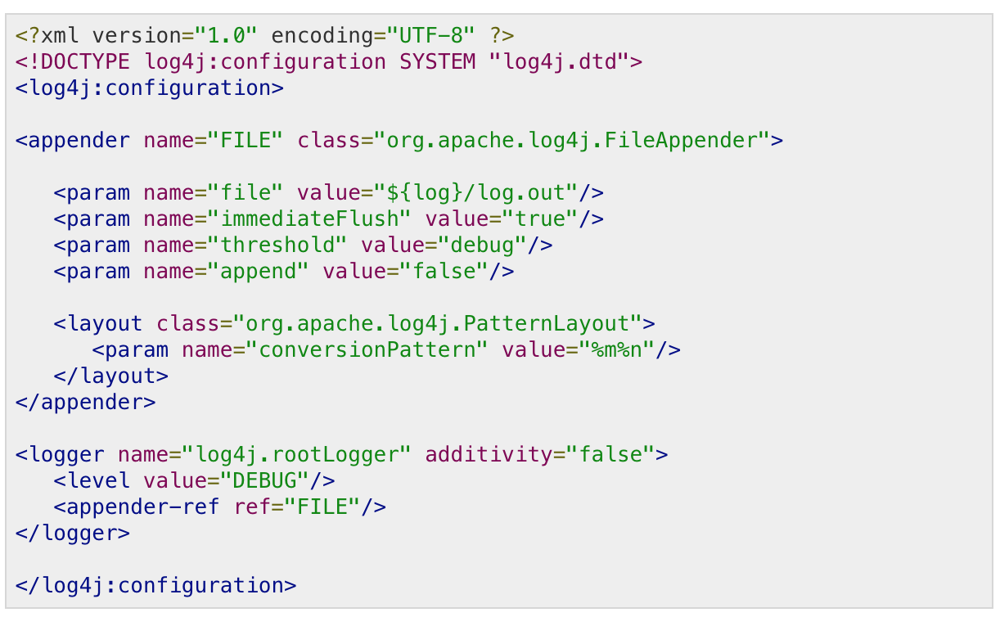 <?xml version="1.0" encoding="UTF-8" ?>
<!DOCTYPE log4j:configuration SYSTEM "log4j.dtd">
<log4j:configuration>

<appender name="FILE" class="org.apache.log4j.FileAppender">

   <param name="file" value="${log}/log.out"/>
   <param name="immediateFlush" value="true"/>
   <param name="threshold" value="debug"/>
   <param name="append" value="false"/>

   <layout class="org.apache.log4j.PatternLayout">
      <param name="conversionPattern" value="%m%n"/>
   </layout>
</appender>

<logger name="log4j.rootLogger" additivity="false">
   <level value="DEBUG"/>
   <appender-ref ref="FILE"/>
</logger>

</log4j:configuration>